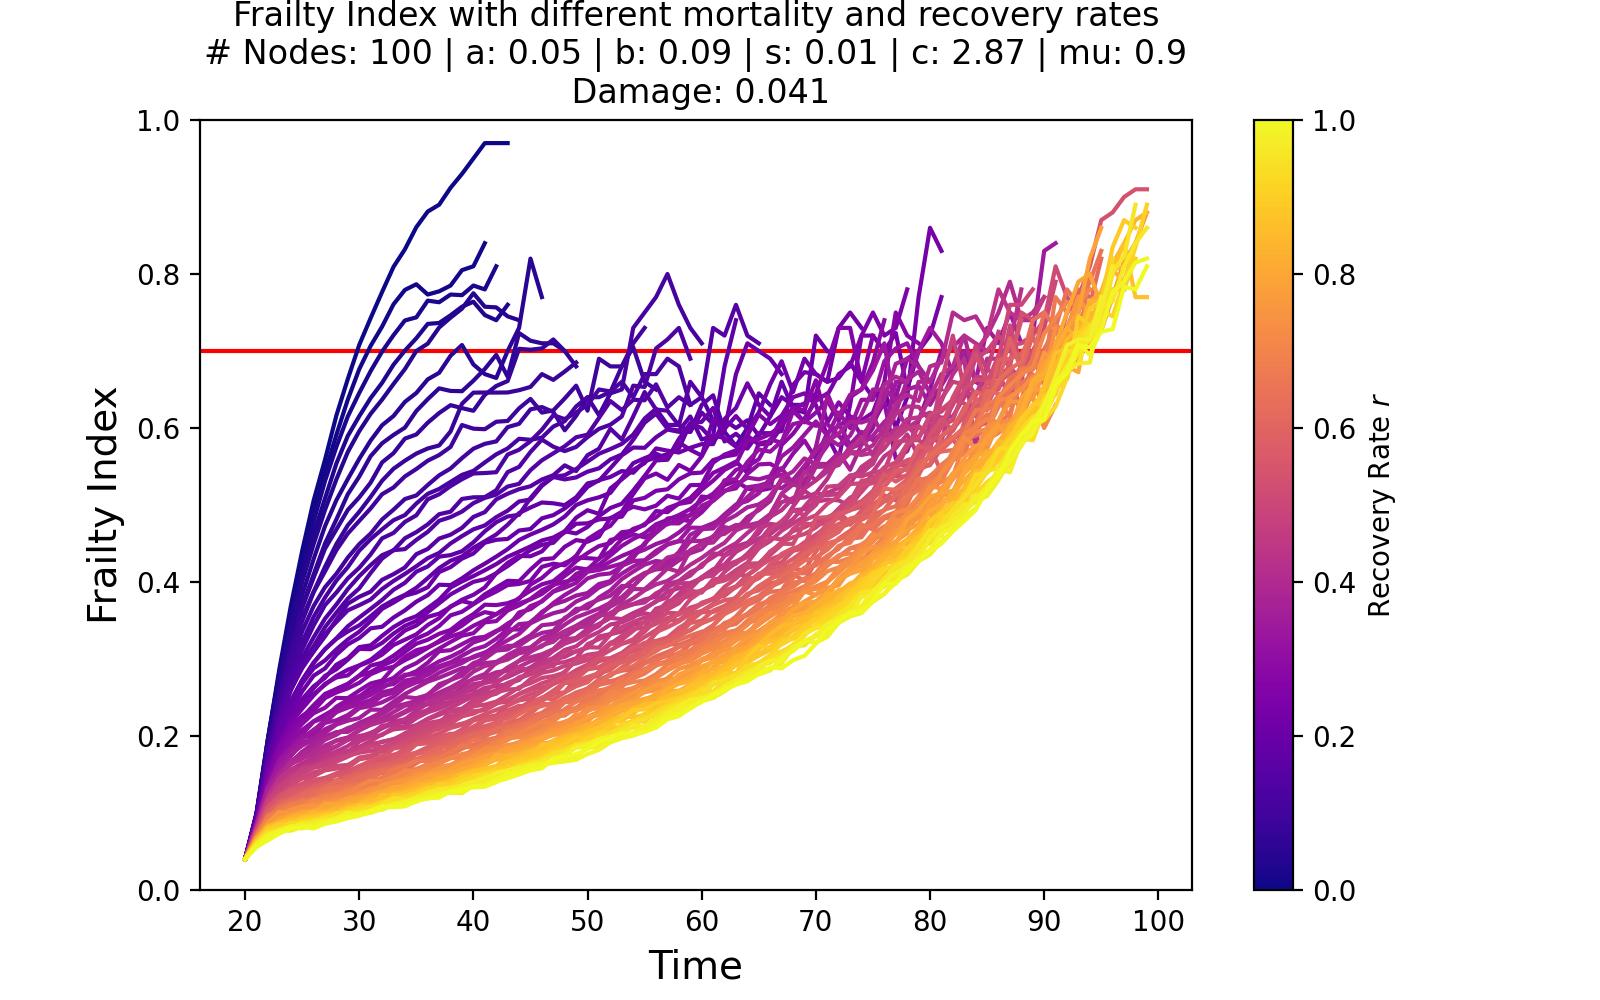 Frailty Index with different mortality and recovery rates
# Nodes: 100 | a: 0.05 | b: 0.09 | s: 0.01 | c: 2.87 | mu: 0.9
Damage: 0.041
1.0
0.8
0.6
0.4
0.2
0.0
Frailty Index
20 30 40 50 60 70 80 90 100
Time
1.0
0.8
0.6
0.4
0.2
0.0
Recovery Rate r